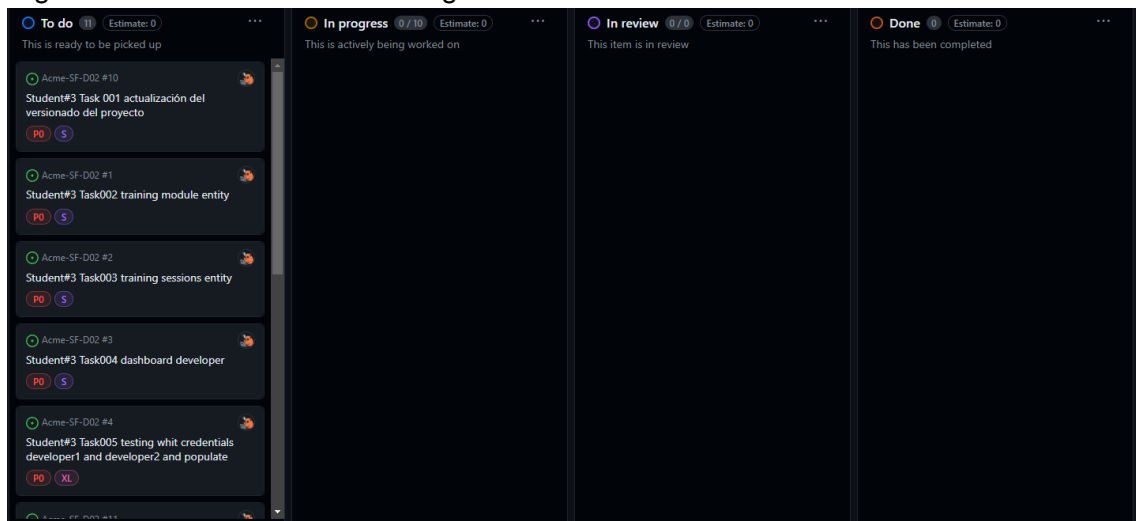 To do 11 Estimate: 0
This is ready to be picked up
Acme-SF-D02 #10
Student#3 Task 001 actualización del
versionado del proyecto
P0 S
Acme-SF-D02 #1
Student#3 Task002 training module entity
P0 S
Acme-SF-D02 #2
Student#3 Task003 training sessions entity
P0 S
Acme-SF-D02 #3
Student#3 Task004 dashboard developer
P0 S
Acme-SF-D02 #4
Student#3 Task005 testing whit credentials
developer1 and developer2 and populate
P0 XL
Acme-SF-D02 #11
In progress 0 / 10 Estimate: 0
This is actively being worked on
In review 0 / 0 Estimate: 0
This item is in review
Done 0 Estimate: 0
This has been completed